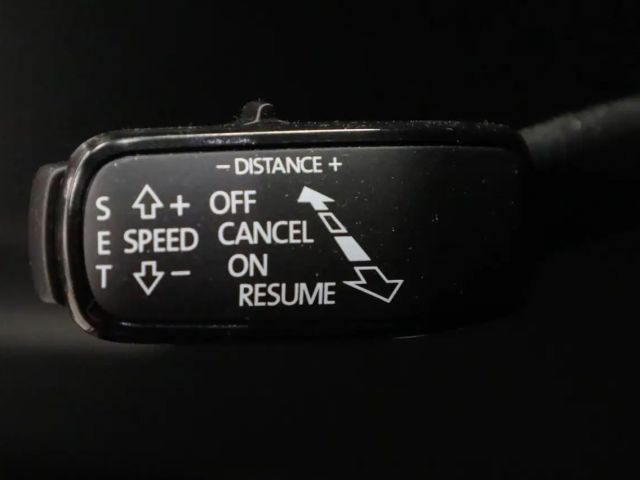 − DISTANCE +
S + OFF
E SPEED CANCEL
T − ON
RESUME